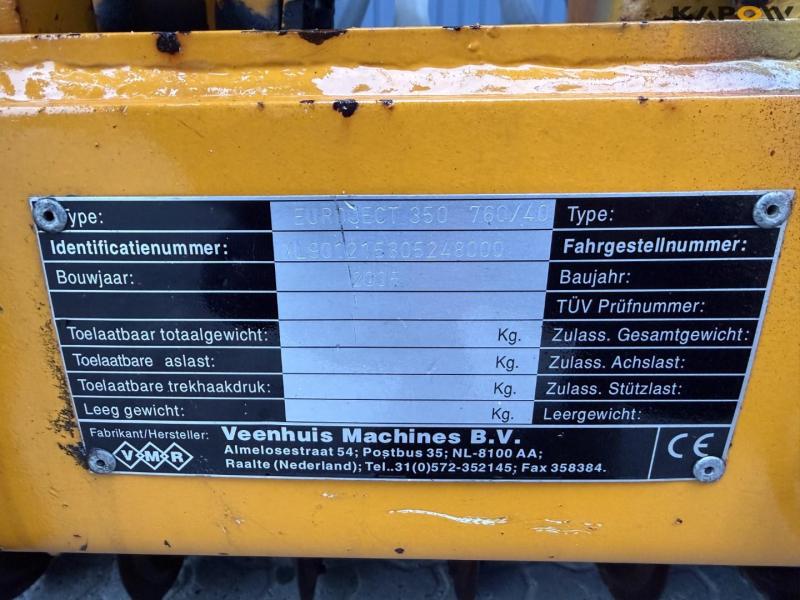 KAPOW
Type: EUROJECT 350 760/40 Type:
Identificatienummer: Fahrgestellnummer:
Bouwjaar: Baujahr:
TÜV Prüfnummer:
Toelaatbaar totaalgewicht: Kg. Zulass. Gesamtgewicht:
Toelaatbare aslast: Kg. Zulass. Achslast:
Toelaatbare trekhaakdruk: Kg. Zulass. Stützlast:
Leeg gewicht: Kg. Leergewicht:
Fabrikant/Hersteller: Veenhuis Machines B.V.
VMR Almelosestraat 54; Postbus 35; NL-8100 AA; CE
Raalte (Nederland); Tel..31(0)572-352145; Fax 358384.